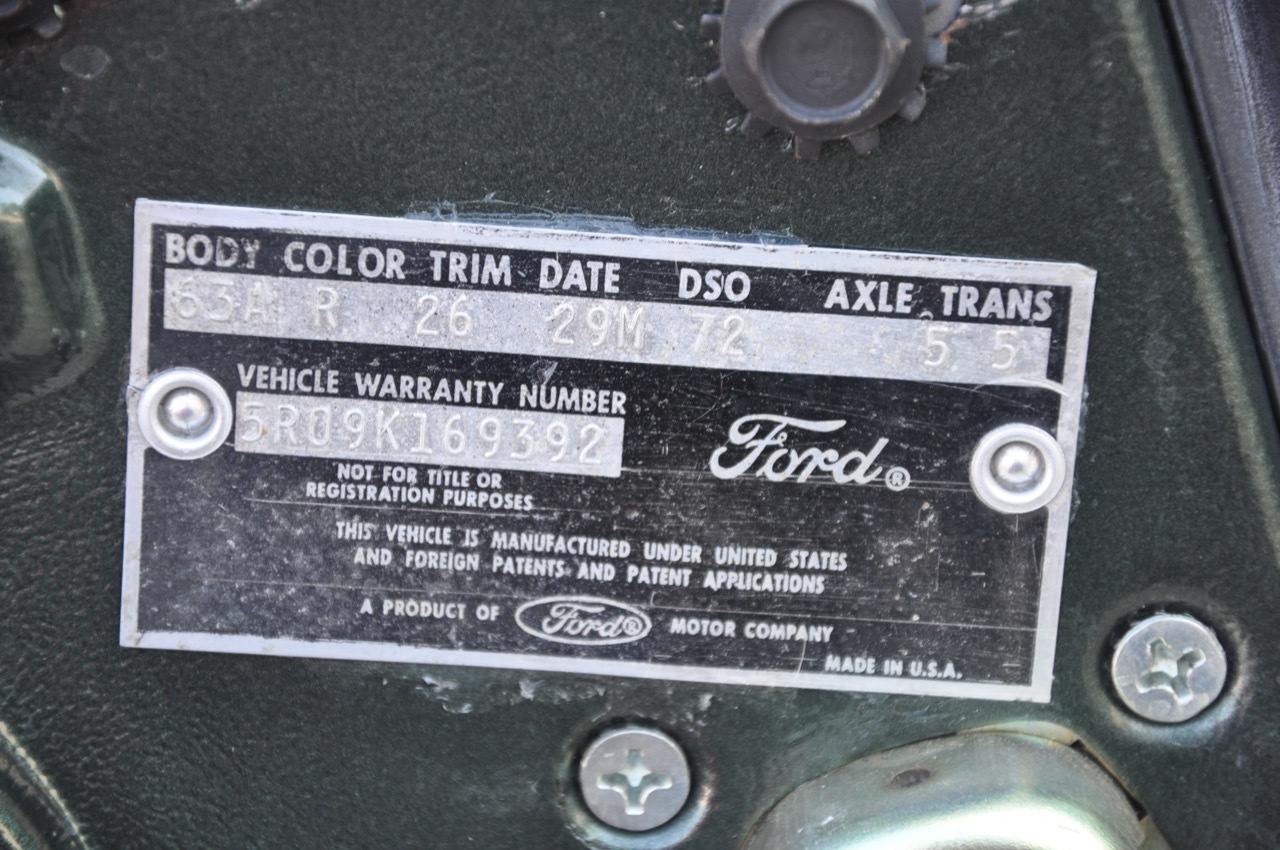 BODY COLOR TRIM DATE DSO AXLE TRANS
63A R 26 29M 72 5 5
VEHICLE WARRANTY NUMBER
5R09K169392
Ford®
NOT FOR TITLE OR
REGISTRATION PURPOSES
THIS VEHICLE IS MANUFACTURED UNDER UNITED STATES
AND FOREIGN PATENTS AND PATENT APPLICATIONS
A PRODUCT OF Ford® MOTOR COMPANY
MADE IN U.S.A.